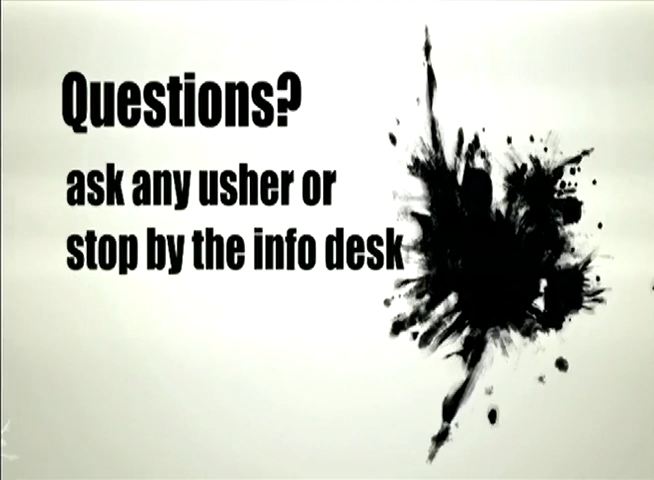 Questions?
ask any usher or
stop by the info desk